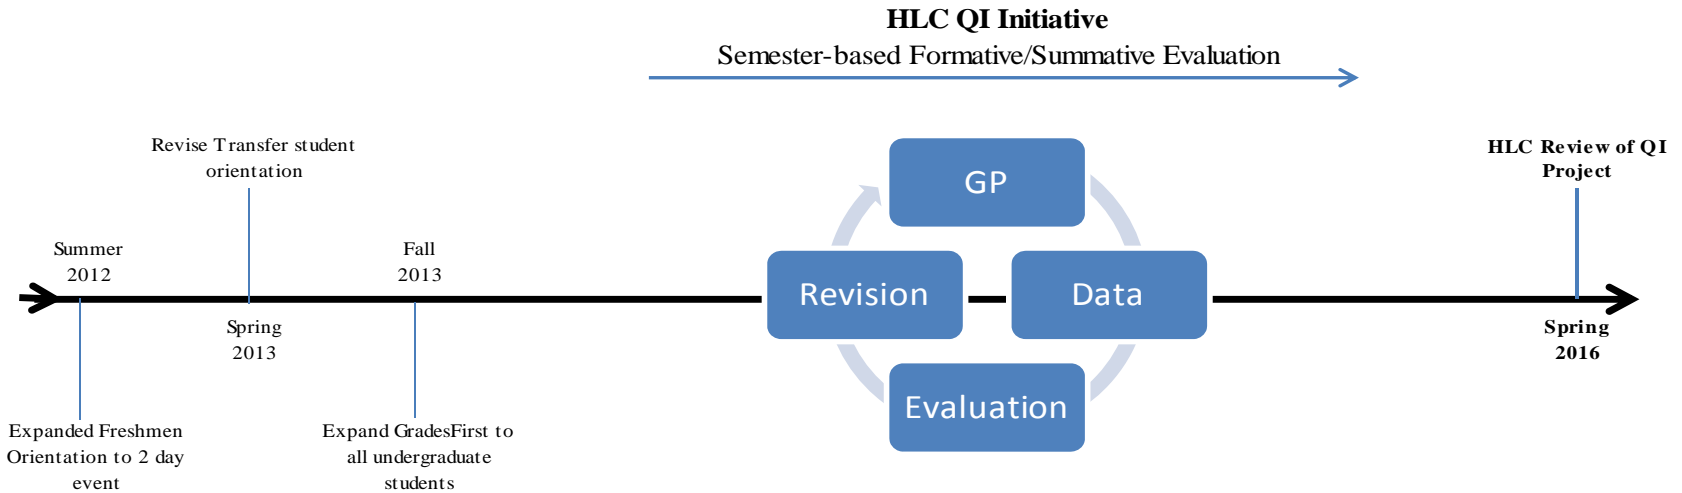 HLC QI Initiative
Semester-based Formative/Summative Evaluation
Revise Transfer student
orientation
HLC Review of QI
Project
GP
Summer
2012
Fall
2013
Revision
Data
Spring
2013
Spring
2016
Evaluation
Expanded Freshmen
Orientation to 2 day
event
Expand GradesFirst to
all undergraduate
students